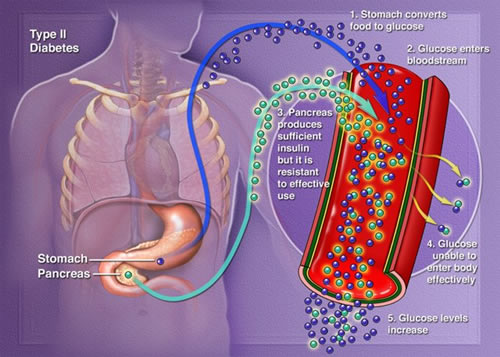 Type II
Diabetes
1. Stomach converts
food to glucose
2. Glucose enters
bloodstream
3. Pancreas
produces
sufficient
insulin
but it is
resistant
to effective
use
Stomach
Pancreas
4. Glucose
unable to
enter body
effectively
5. Glucose levels
increase